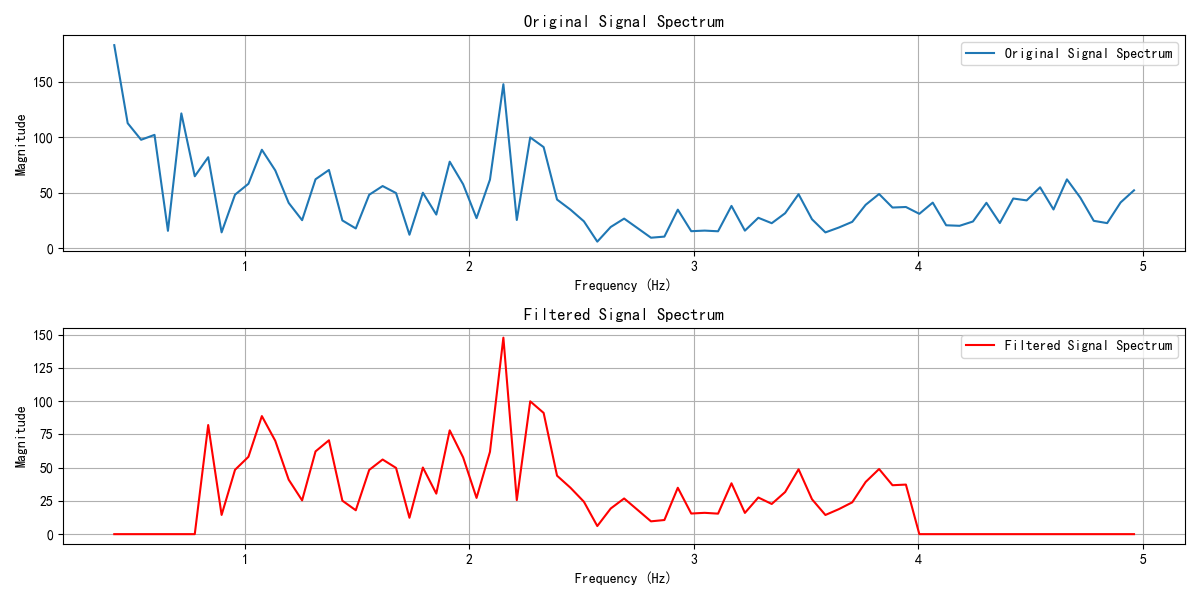 Original Signal Spectrum
Original Signal Spectrum
150
100
50
0
Magnitude
1 2 3 4 5
Frequency (Hz)
Filtered Signal Spectrum
Filtered Signal Spectrum
150
125
100
75
50
25
0
Magnitude
1 2 3 4 5
Frequency (Hz)